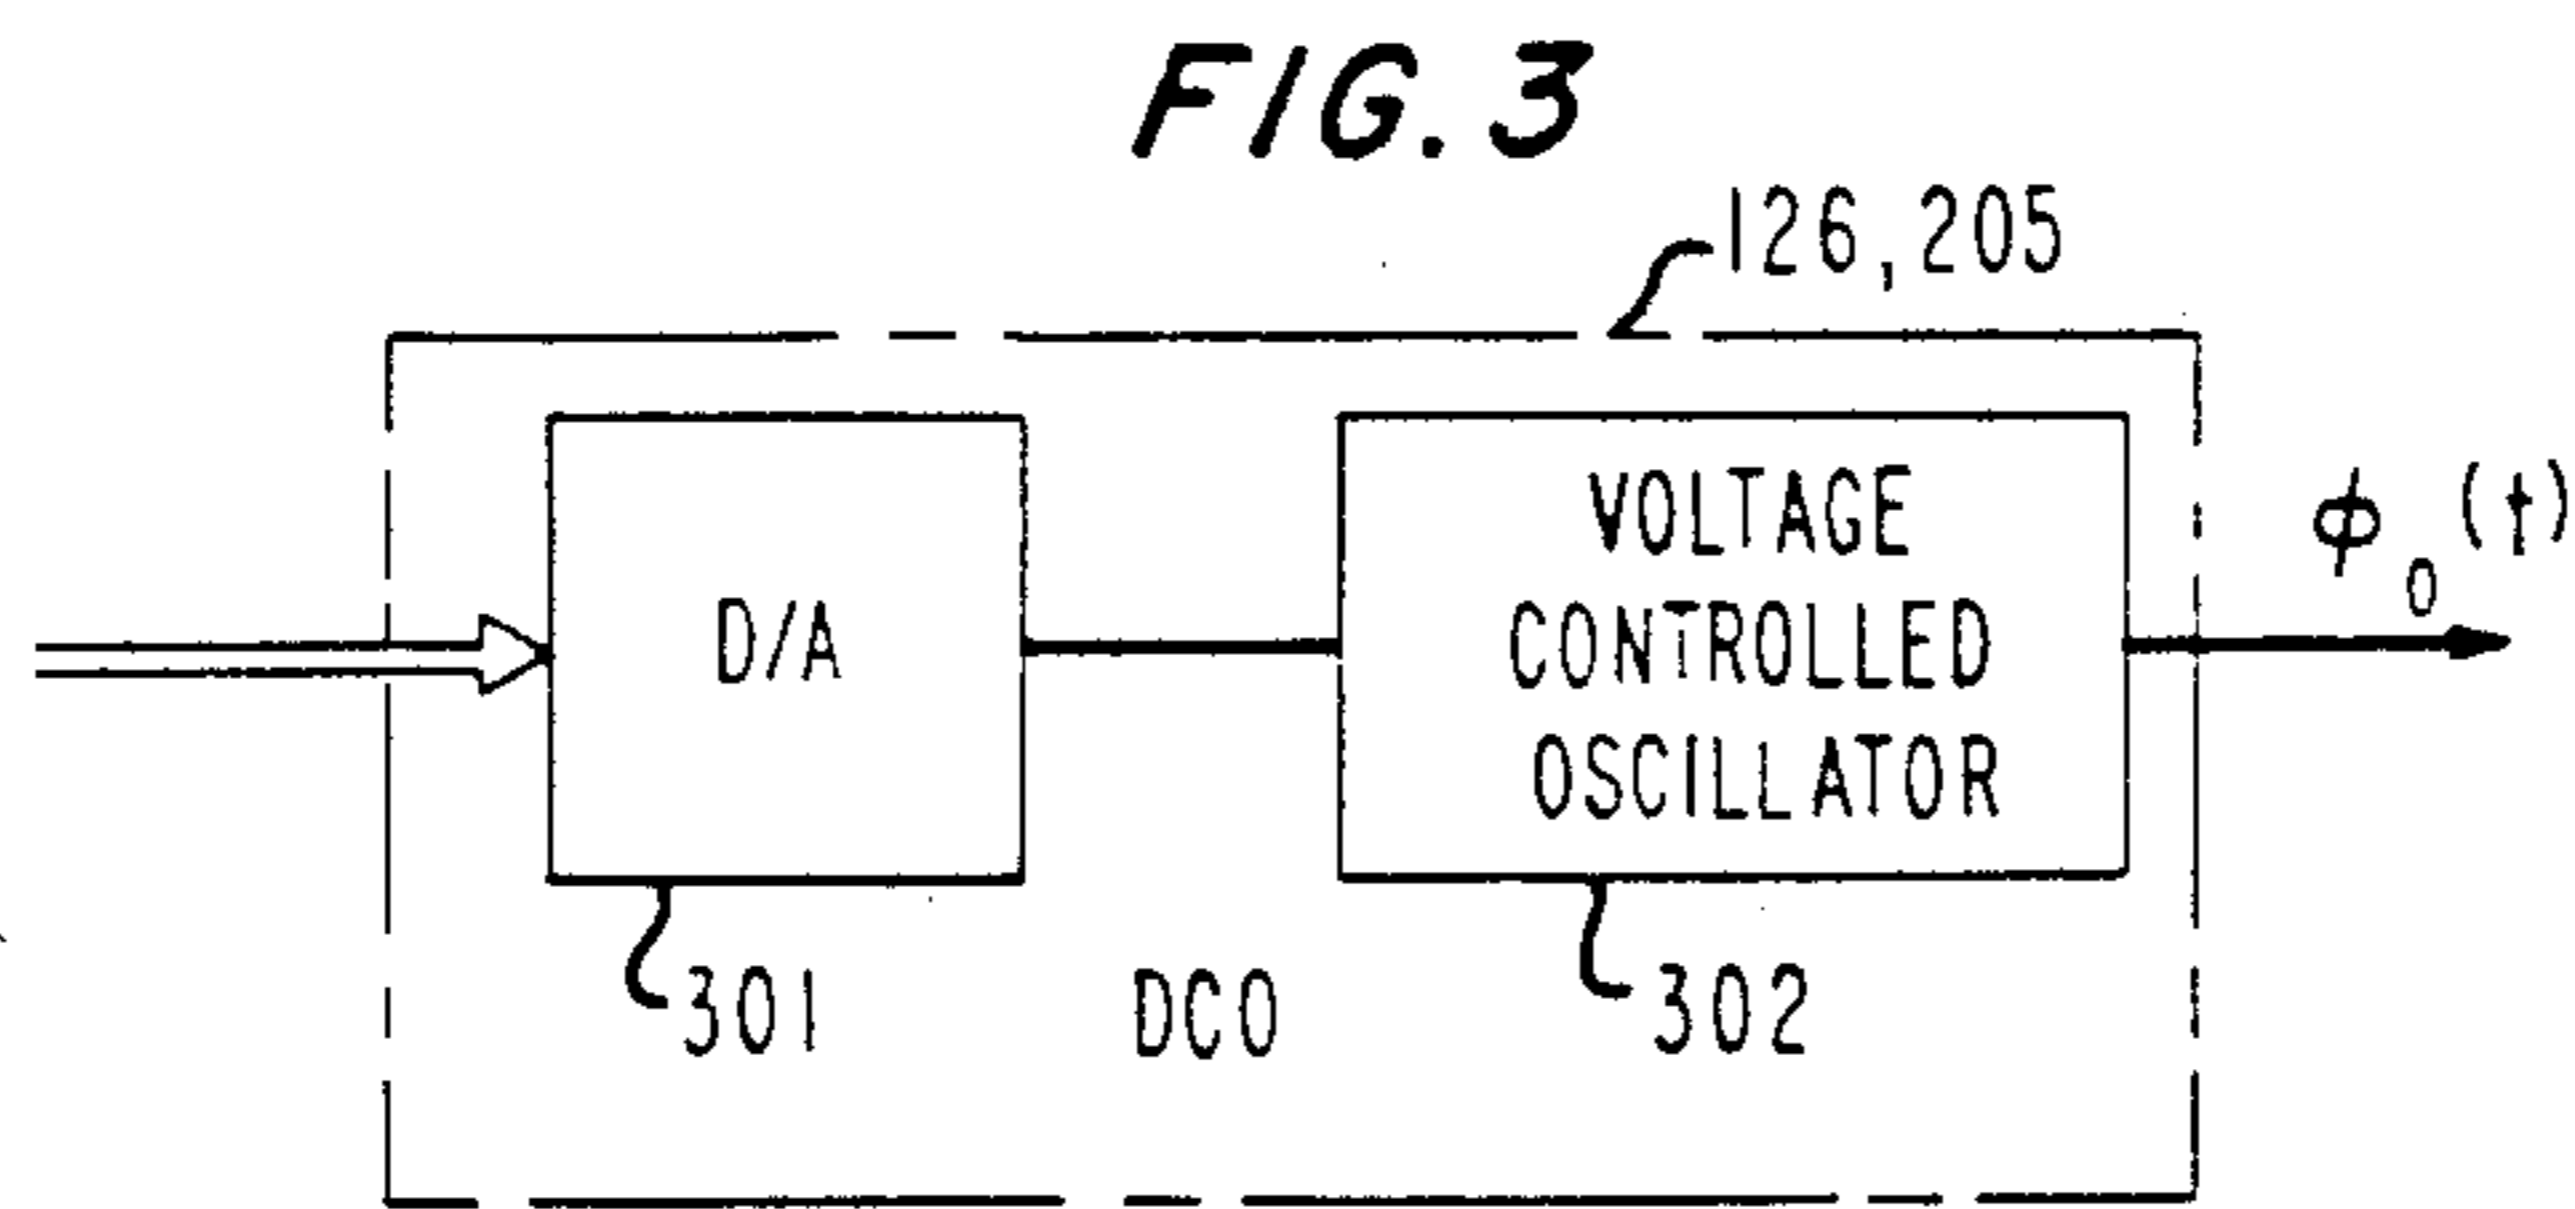 FIG. 3
126,205
D/A
VOLTAGE
CONTROLLED
OSCILLATOR
ϕ0(t)
301
DCO
302